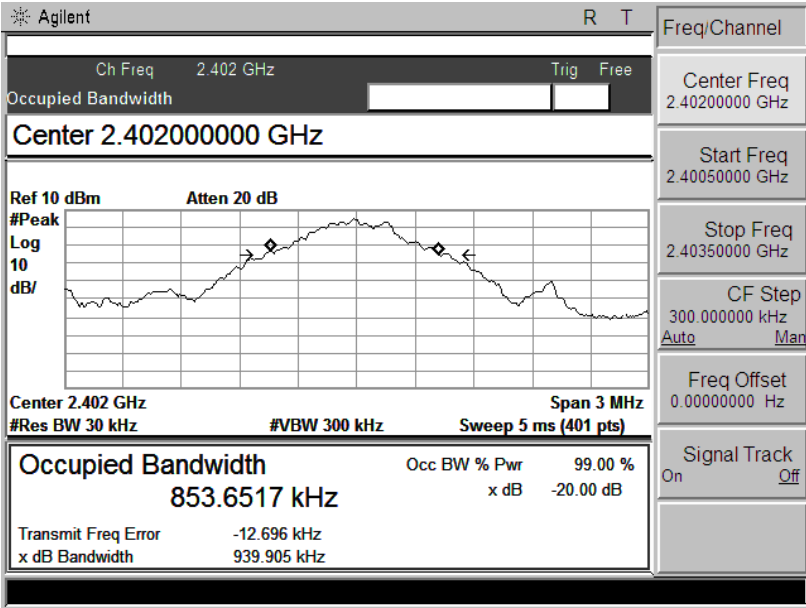 Agilent R T
Freq/Channel
Ch Freq 2.402 GHz Trig Free
Occupied Bandwidth
Center 2.402000000 GHz
Ref 10 dBm Atten 20 dB
#Peak
Log
10
dB/
Center 2.402 GHz Span 3 MHz
#Res BW 30 kHz #VBW 300 kHz Sweep 5 ms (401 pts)
Occupied Bandwidth
853.6517 kHz
Occ BW % Pwr 99.00 %
x dB -20.00 dB
Transmit Freq Error -12.696 kHz
x dB Bandwidth 939.905 kHz
Center Freq
2.40200000 GHz
Start Freq
2.40050000 GHz
Stop Freq
2.40350000 GHz
CF Step
300.000000 kHz
Auto Man
Freq Offset
0.00000000 Hz
Signal Track
On Off